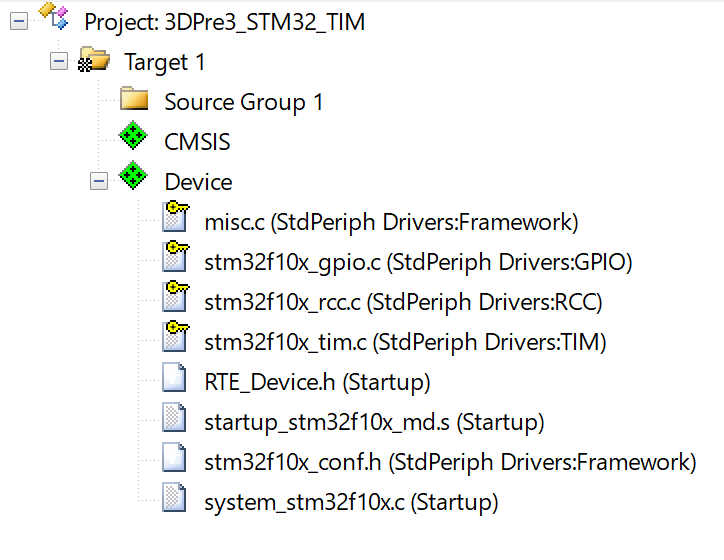 Project: 3DPre3_STM32_TIM
Target 1
Source Group 1
CMSIS
Device
misc.c (StdPeriph Drivers:Framework)
stm32f10x_gpio.c (StdPeriph Drivers:GPIO)
stm32f10x_rcc.c (StdPeriph Drivers:RCC)
stm32f10x_tim.c (StdPeriph Drivers:TIM)
RTE_Device.h (Startup)
startup_stm32f10x_md.s (Startup)
stm32f10x_conf.h (StdPeriph Drivers:Framework)
system_stm32f10x.c (Startup)